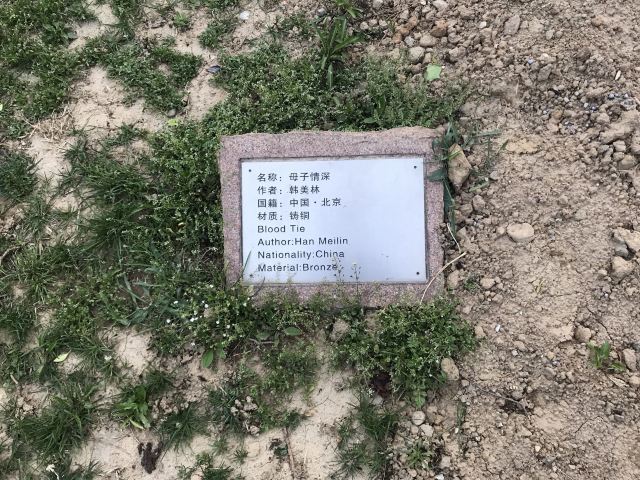 名称：母子情深
作者：韩美林
国籍：中国·北京
材质：铸铜
Blood Tie
Author:Han Meilin
Nationality:China
Material:Bronze